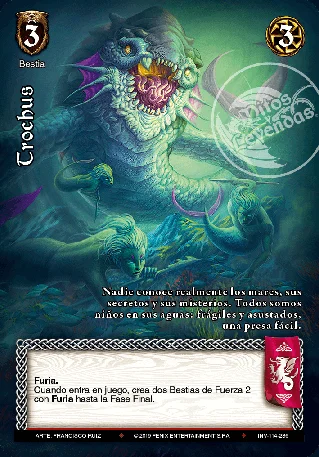 3
3
Bestia
Trochus
Mitos
y
Leyendas
Nadie conoce realmente los mares, sus
secretos y sus misterios. Todos somos
niños en sus aguas: frágiles y asustados,
una presa fácil.
Furia.
Cuando entra en juego, crea dos Bestias de Fuerza 2
con Furia hasta la Fase Final.
ARTE: FRANCISCO RUIZ ©2019 FENIX ENTERTAINMENT S.P.A.